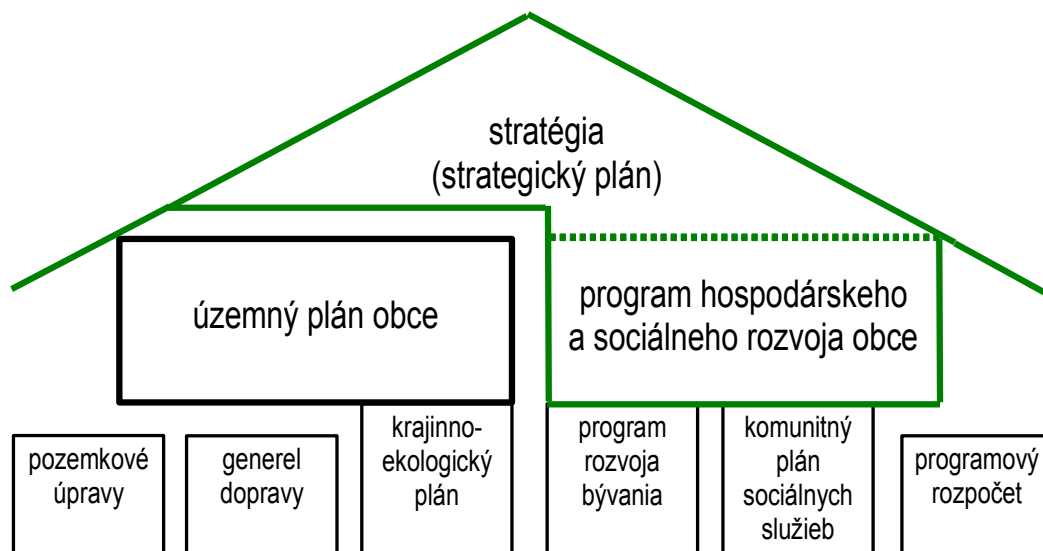 stratégia
(strategický plán)
územný plán obce
program hospodárskeho
a sociálneho rozvoja obce
pozemkové
úpravy
generel
dopravy
krajinno-
ekologický
plán
program
rozvoja
bývania
komunitný
plán
sociálnych
služieb
programový
rozpočet